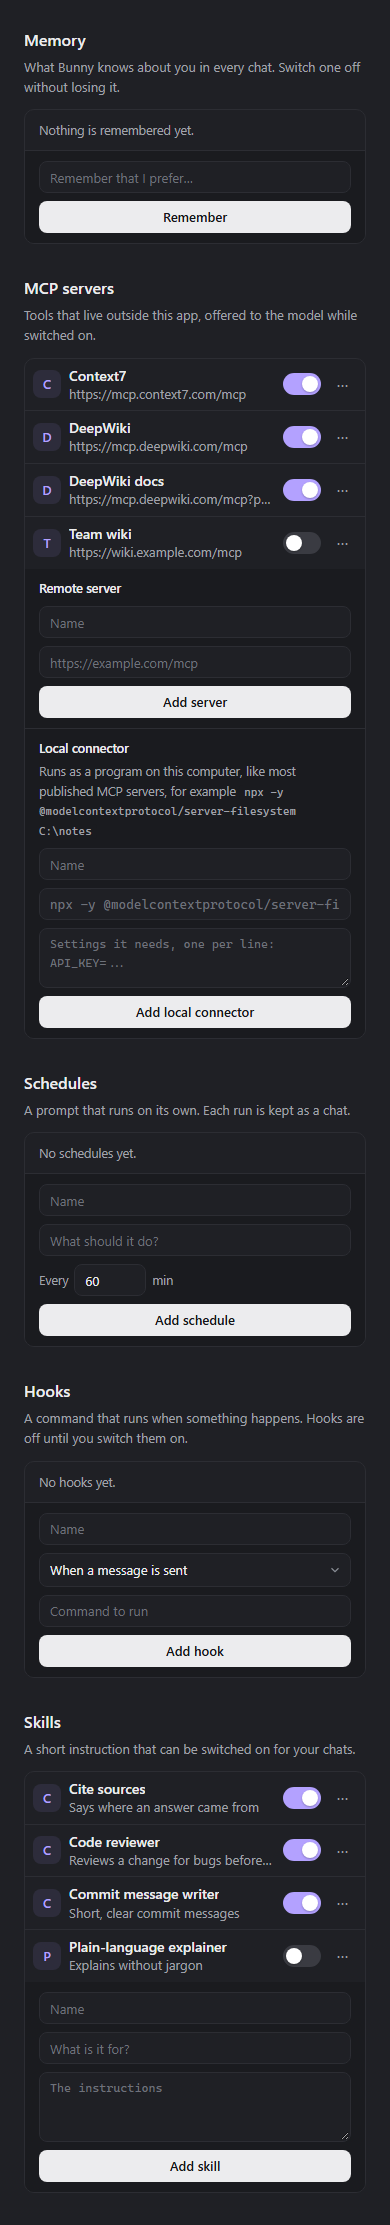 Memory
What Bunny knows about you in every chat. Switch one off
without losing it.
Nothing is remembered yet.
Remember that I prefer...
Remember
MCP servers
Tools that live outside this app, offered to the model while
switched on.
C
Context7
https://mcp.context7.com/mcp
D
DeepWiki
https://mcp.deepwiki.com/mcp
D
DeepWiki docs
https://mcp.deepwiki.com/mcp?p...
T
Team wiki
https://wiki.example.com/mcp
Remote server
Name
https://example.com/mcp
Add server
Local connector
Runs as a program on this computer, like most
published MCP servers, for example npx -y
@modelcontextprotocol/server-filesystem
C:\notes
Name
npx -y @modelcontextprotocol/server-fi
Settings it needs, one per line:
API_KEY=...
Add local connector
Schedules
A prompt that runs on its own. Each run is kept as a chat.
No schedules yet.
Name
What should it do?
Every 60 min
Add schedule
Hooks
A command that runs when something happens. Hooks are
off until you switch them on.
No hooks yet.
Name
When a message is sent
Command to run
Add hook
Skills
A short instruction that can be switched on for your chats.
C
Cite sources
Says where an answer came from
C
Code reviewer
Reviews a change for bugs before...
C
Commit message writer
Short, clear commit messages
P
Plain-language explainer
Explains without jargon
Name
What is it for?
The instructions
Add skill